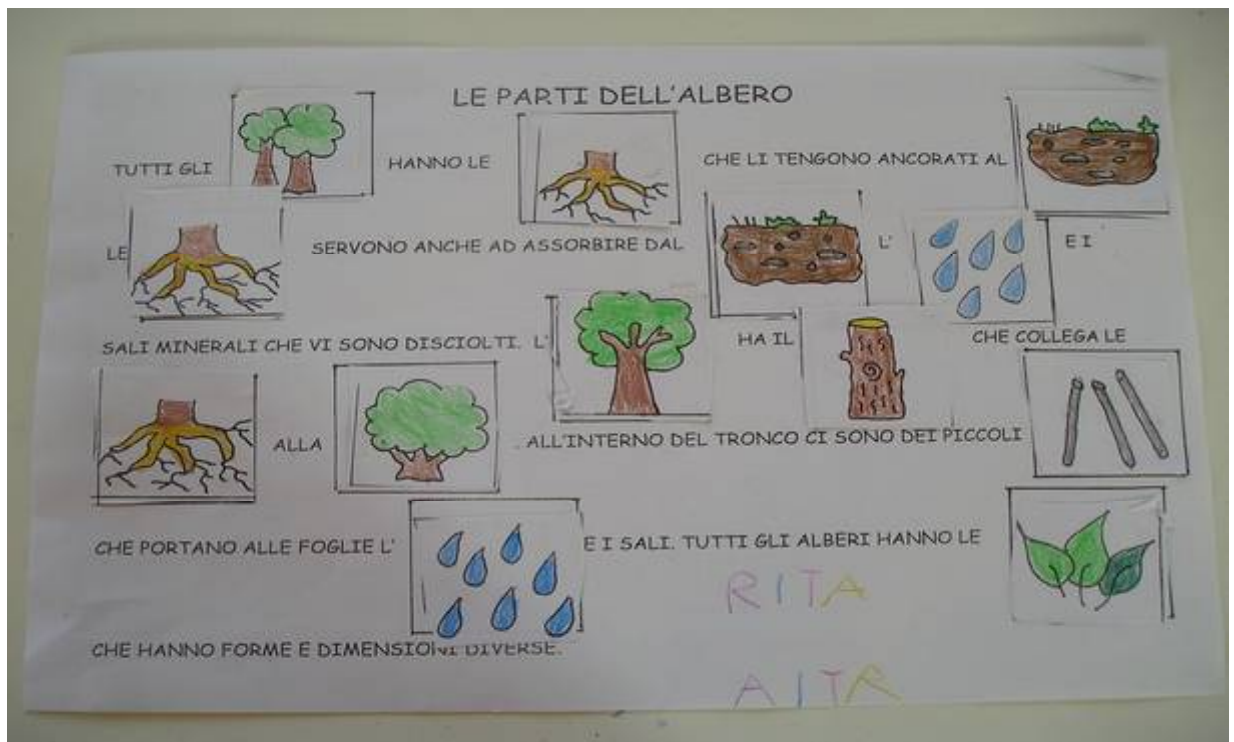 LE PARTI DELL'ALBERO
TUTTI GLI HANNO LE CHE LI TENGONO ANCORATI AL
LE SERVONO ANCHE AD ASSORBIRE DAL L' E I
SALI MINERALI CHE VI SONO DISCIOLTI. L' HA IL CHE COLLEGA LE
ALLA . ALL'INTERNO DEL TRONCO CI SONO DEI PICCOLI
CHE PORTANO ALLE FOGLIE L' E I SALI. TUTTI GLI ALBERI HANNO LE
RITA
CHE HANNO FORME E DIMENSIONI DIVERSE.
AITR